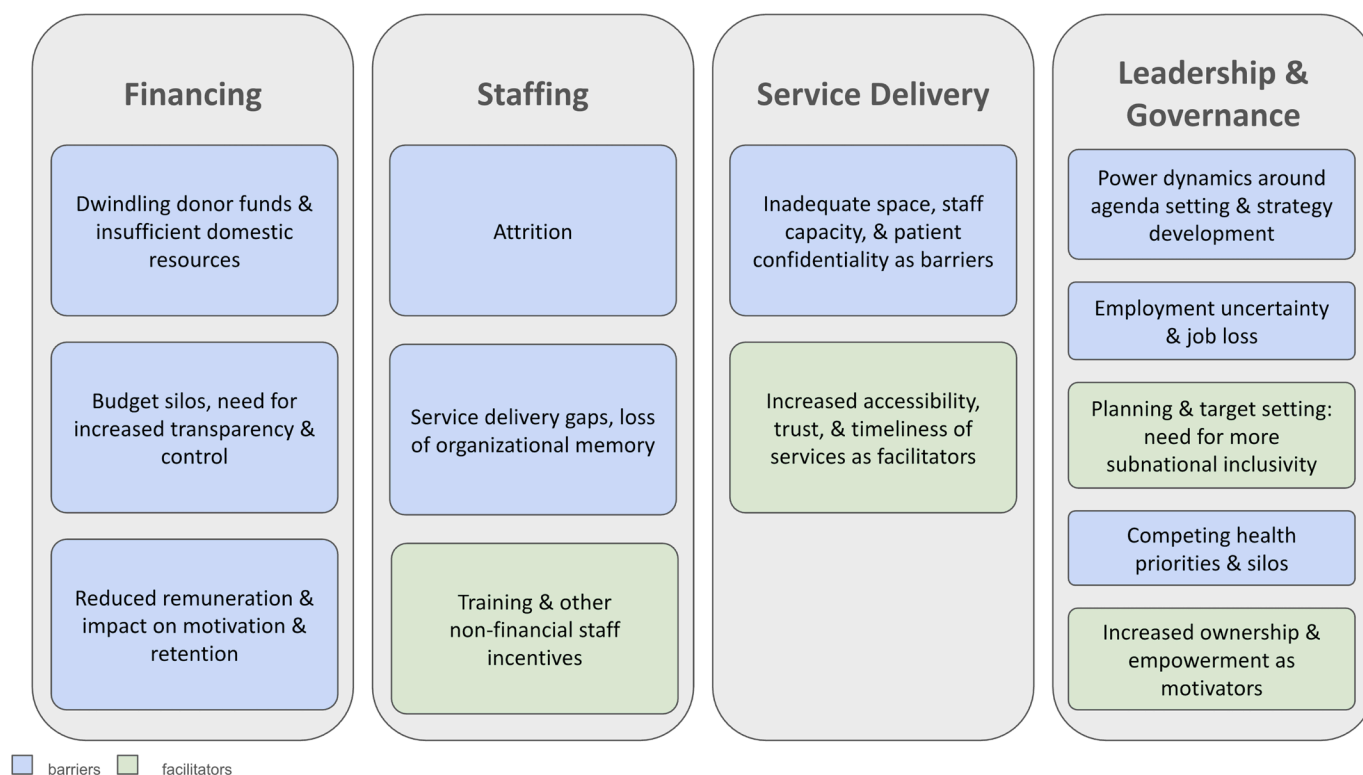 Financing
Dwindling donor funds &
insufficient domestic
resources
Budget silos, need for
increased transparency &
control
Reduced remuneration &
impact on motivation &
retention
Staffing
Attrition
Service delivery gaps, loss
of organizational memory
Training & other
non-financial staff
incentives
Service Delivery
Inadequate space, staff
capacity, & patient
confidentiality as barriers
Increased accessibility,
trust, & timeliness of
services as facilitators
Leadership &
Governance
Power dynamics around
agenda setting & strategy
development
Employment uncertainty
& job loss
Planning & target setting:
need for more
subnational inclusivity
Competing health
priorities & silos
Increased ownership &
empowerment as
motivators
barriers
facilitators